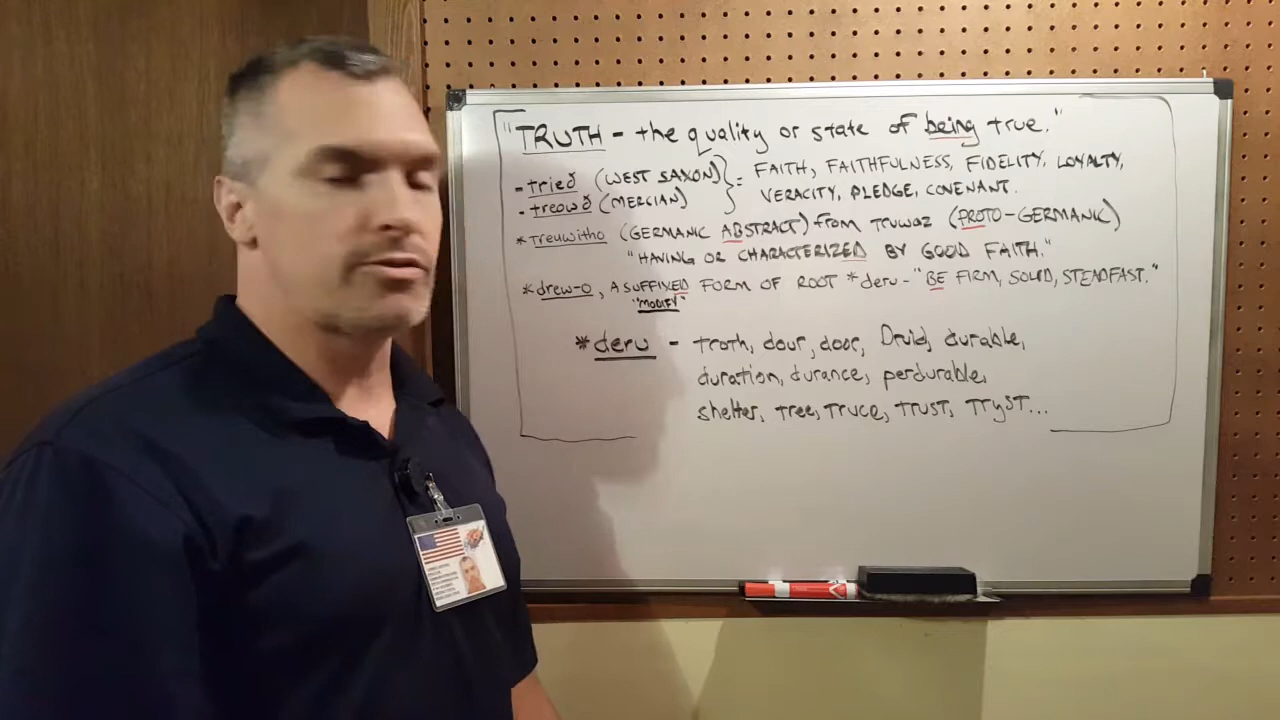 "TRUTH - the quality or state of being true."
- trieð (WEST SAXON)
- treowð (MERCIAN)
} = FAITH, FAITHFULNESS, FIDELITY, LOYALTY,
VERACITY, PLEDGE, COVENANT.
* Treuwitho (GERMANIC ABSTRACT) from Truwaz (PROTO-GERMANIC)
"HAVING OR CHARACTERIZED BY GOOD FAITH."
* drew-o, A SUFFIXED FORM OF ROOT *deru - "BE FIRM, SOLID, STEADFAST."
"MODIFY"
* deru - troth, dour, door, Druid, durable,
duration, durance, perdurable,
shelter, tree, truce, trust, tryst...